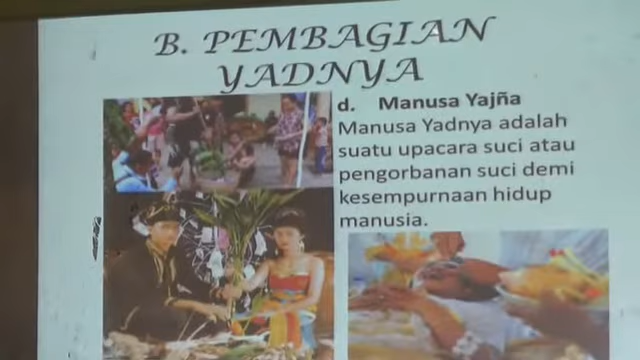 B. PEMBAGIAN
YADNYA
d. Manusa Yajña
Manusa Yadnya adalah
suatu upacara suci atau
pengorbanan suci demi
kesempurnaan hidup
manusia.